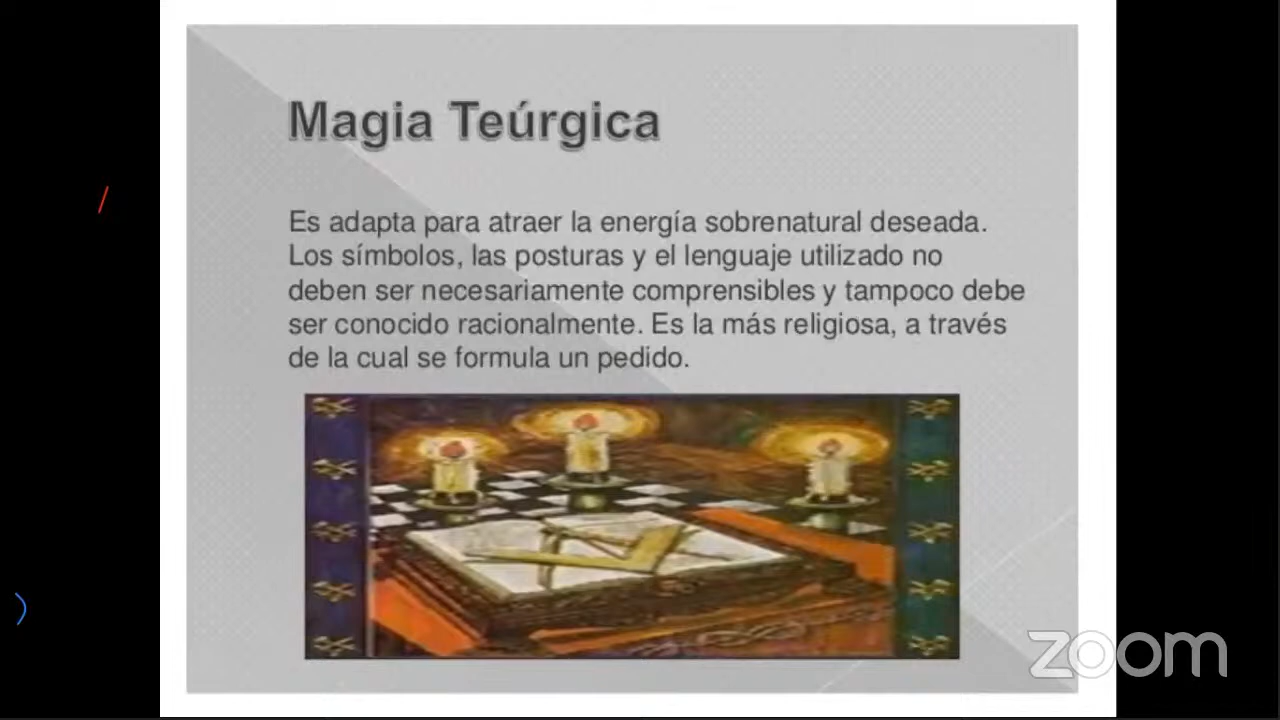 Magia Teúrgica
Es adapta para atraer la energía sobrenatural deseada.
Los símbolos, las posturas y el lenguaje utilizado no
deben ser necesariamente comprensibles y tampoco debe
ser conocido racionalmente. Es la más religiosa, a través
de la cual se formula un pedido.
zoom